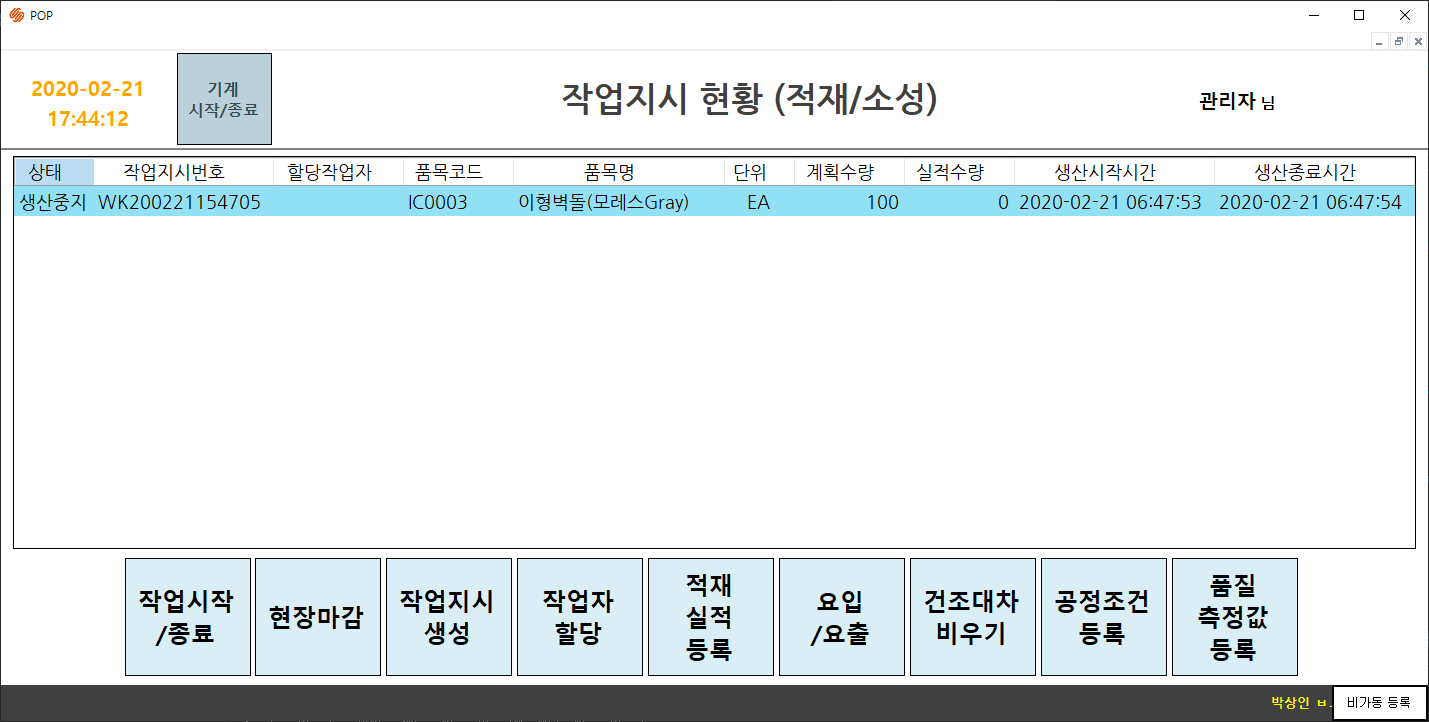 POP
2020-02-21
17:44:12
기계
시작/종료
작업지시 현황 (적재/소성)
관리자 님
상태 작업지시번호 할당작업자 품목코드 품목명 단위 계획수량 실적수량 생산시작시간 생산종료시간
생산중지 WK200221154705 IC0003 이형벽돌(모레스Gray) EA 100 0 2020-02-21 06:47:53 2020-02-21 06:47:54
작업시작
/종료
현장마감
작업지시
생성
작업자
할당
적재
실적
등록
요입
/요출
건조대차
비우기
공정조건
등록
품질
측정값
등록
박상인
비가동 등록